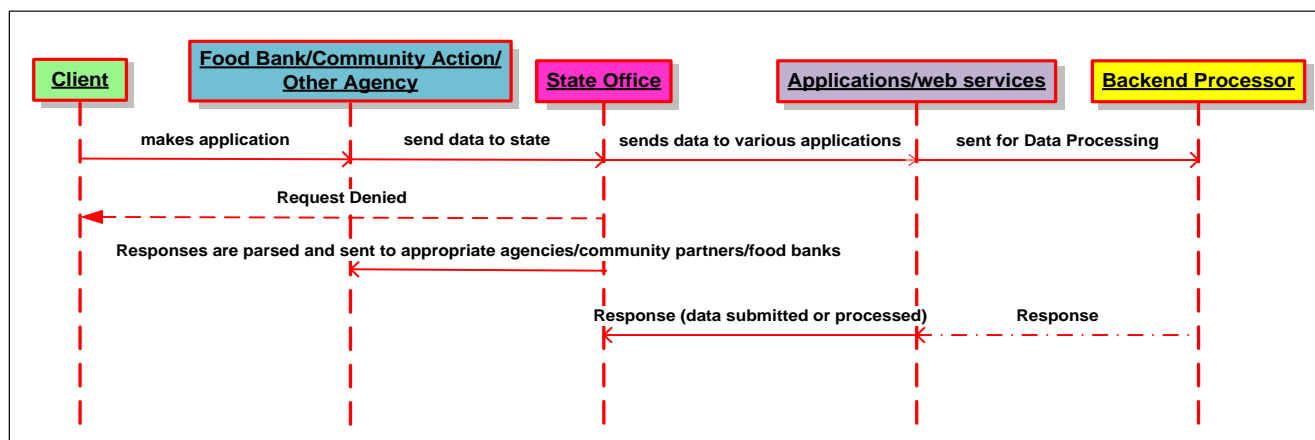 Client
Food Bank/Community Action/
Other Agency
State Office
Applications/web services
Backend Processor
makes application
send data to state
sends data to various applications
sent for Data Processing
Request Denied
Responses are parsed and sent to appropriate agencies/community partners/food banks
Response (data submitted or processed)
Response